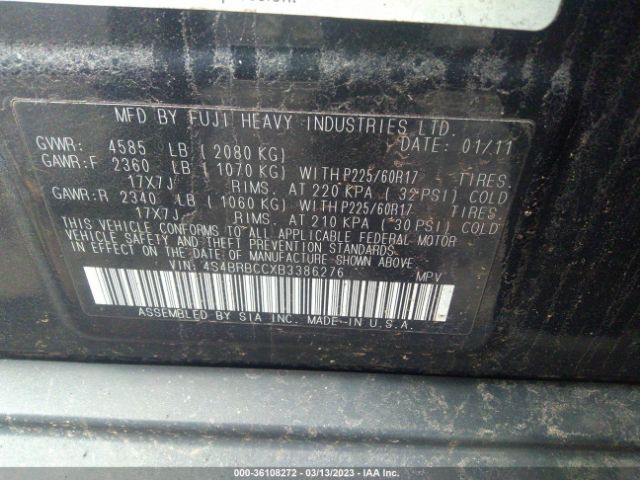 MFD BY FUJI HEAVY INDUSTRIES LTD.
GVWR: 4585 LB ( 2080 KG) DATE: 01/11
GAWR:F 2360 LB ( 1070 KG) WITH P225/60R17 TIRES.
17X7J RIMS. AT 220 KPA ( 32 PSI) COLD
GAWR:R 2340 LB ( 1060 KG) WITH P225/60R17 TIRES.
17X7J RIMS. AT 210 KPA ( 30 PSI) COLD
THIS VEHICLE CONFORMS TO ALL APPLICABLE FEDERAL MOTOR
VEHICLE SAFETY AND THEFT PREVENTION STANDARDS
IN EFFECT ON THE DATE OF MANUFACTURE SHOWN ABOVE.
VIN: 4S4BRBCCXB3386276 MPV
ASSEMBLED BY SIA INC. MADE-IN U.S.A.
000-36108272 — 03/13/2023 — IAA Inc.